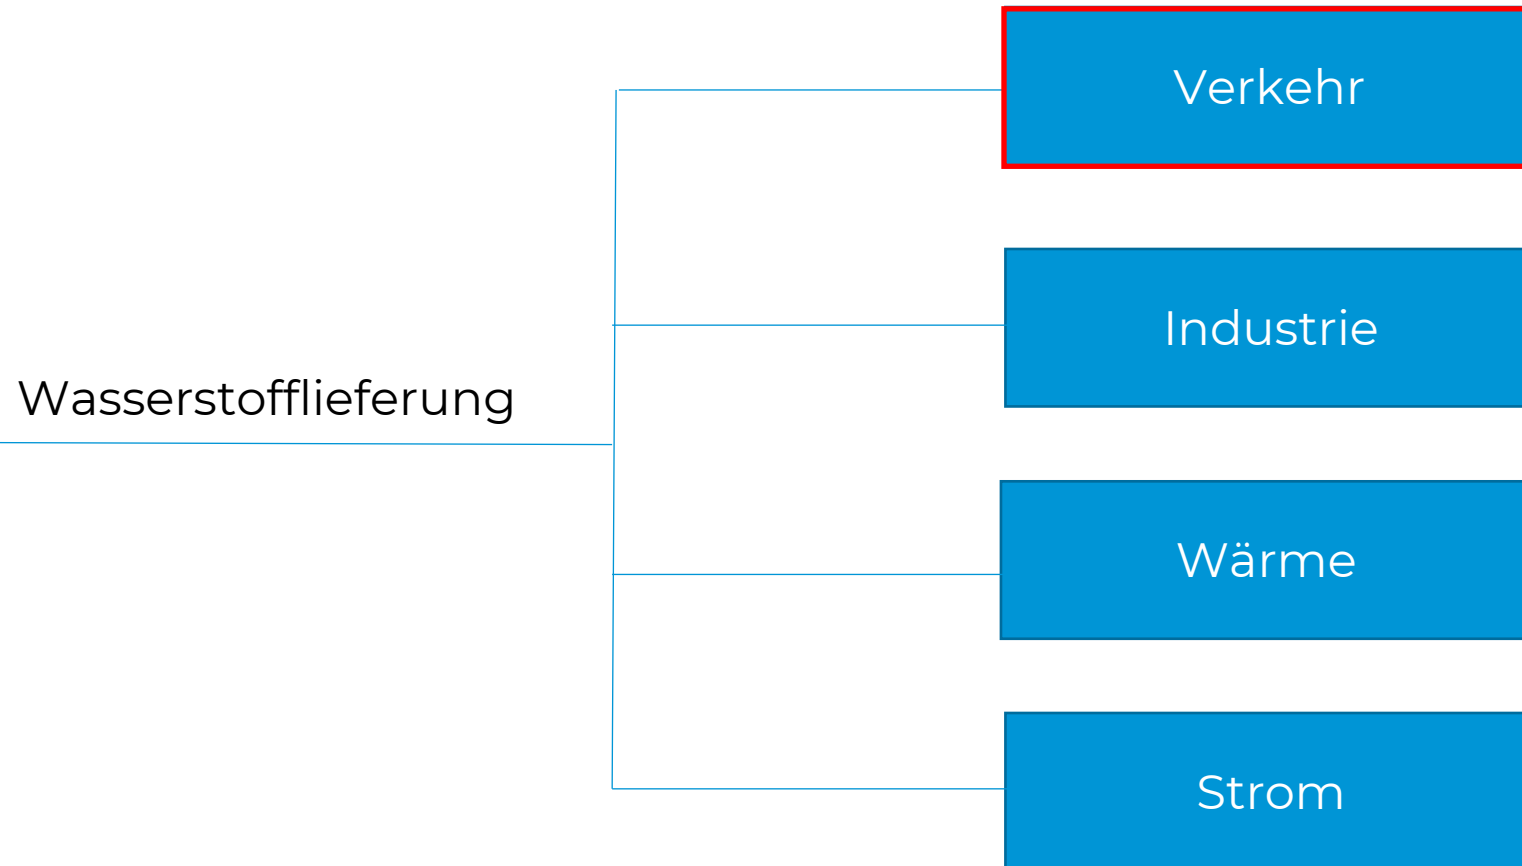 Verkehr
Industrie
Wasserstofflieferung
Wärme
Strom